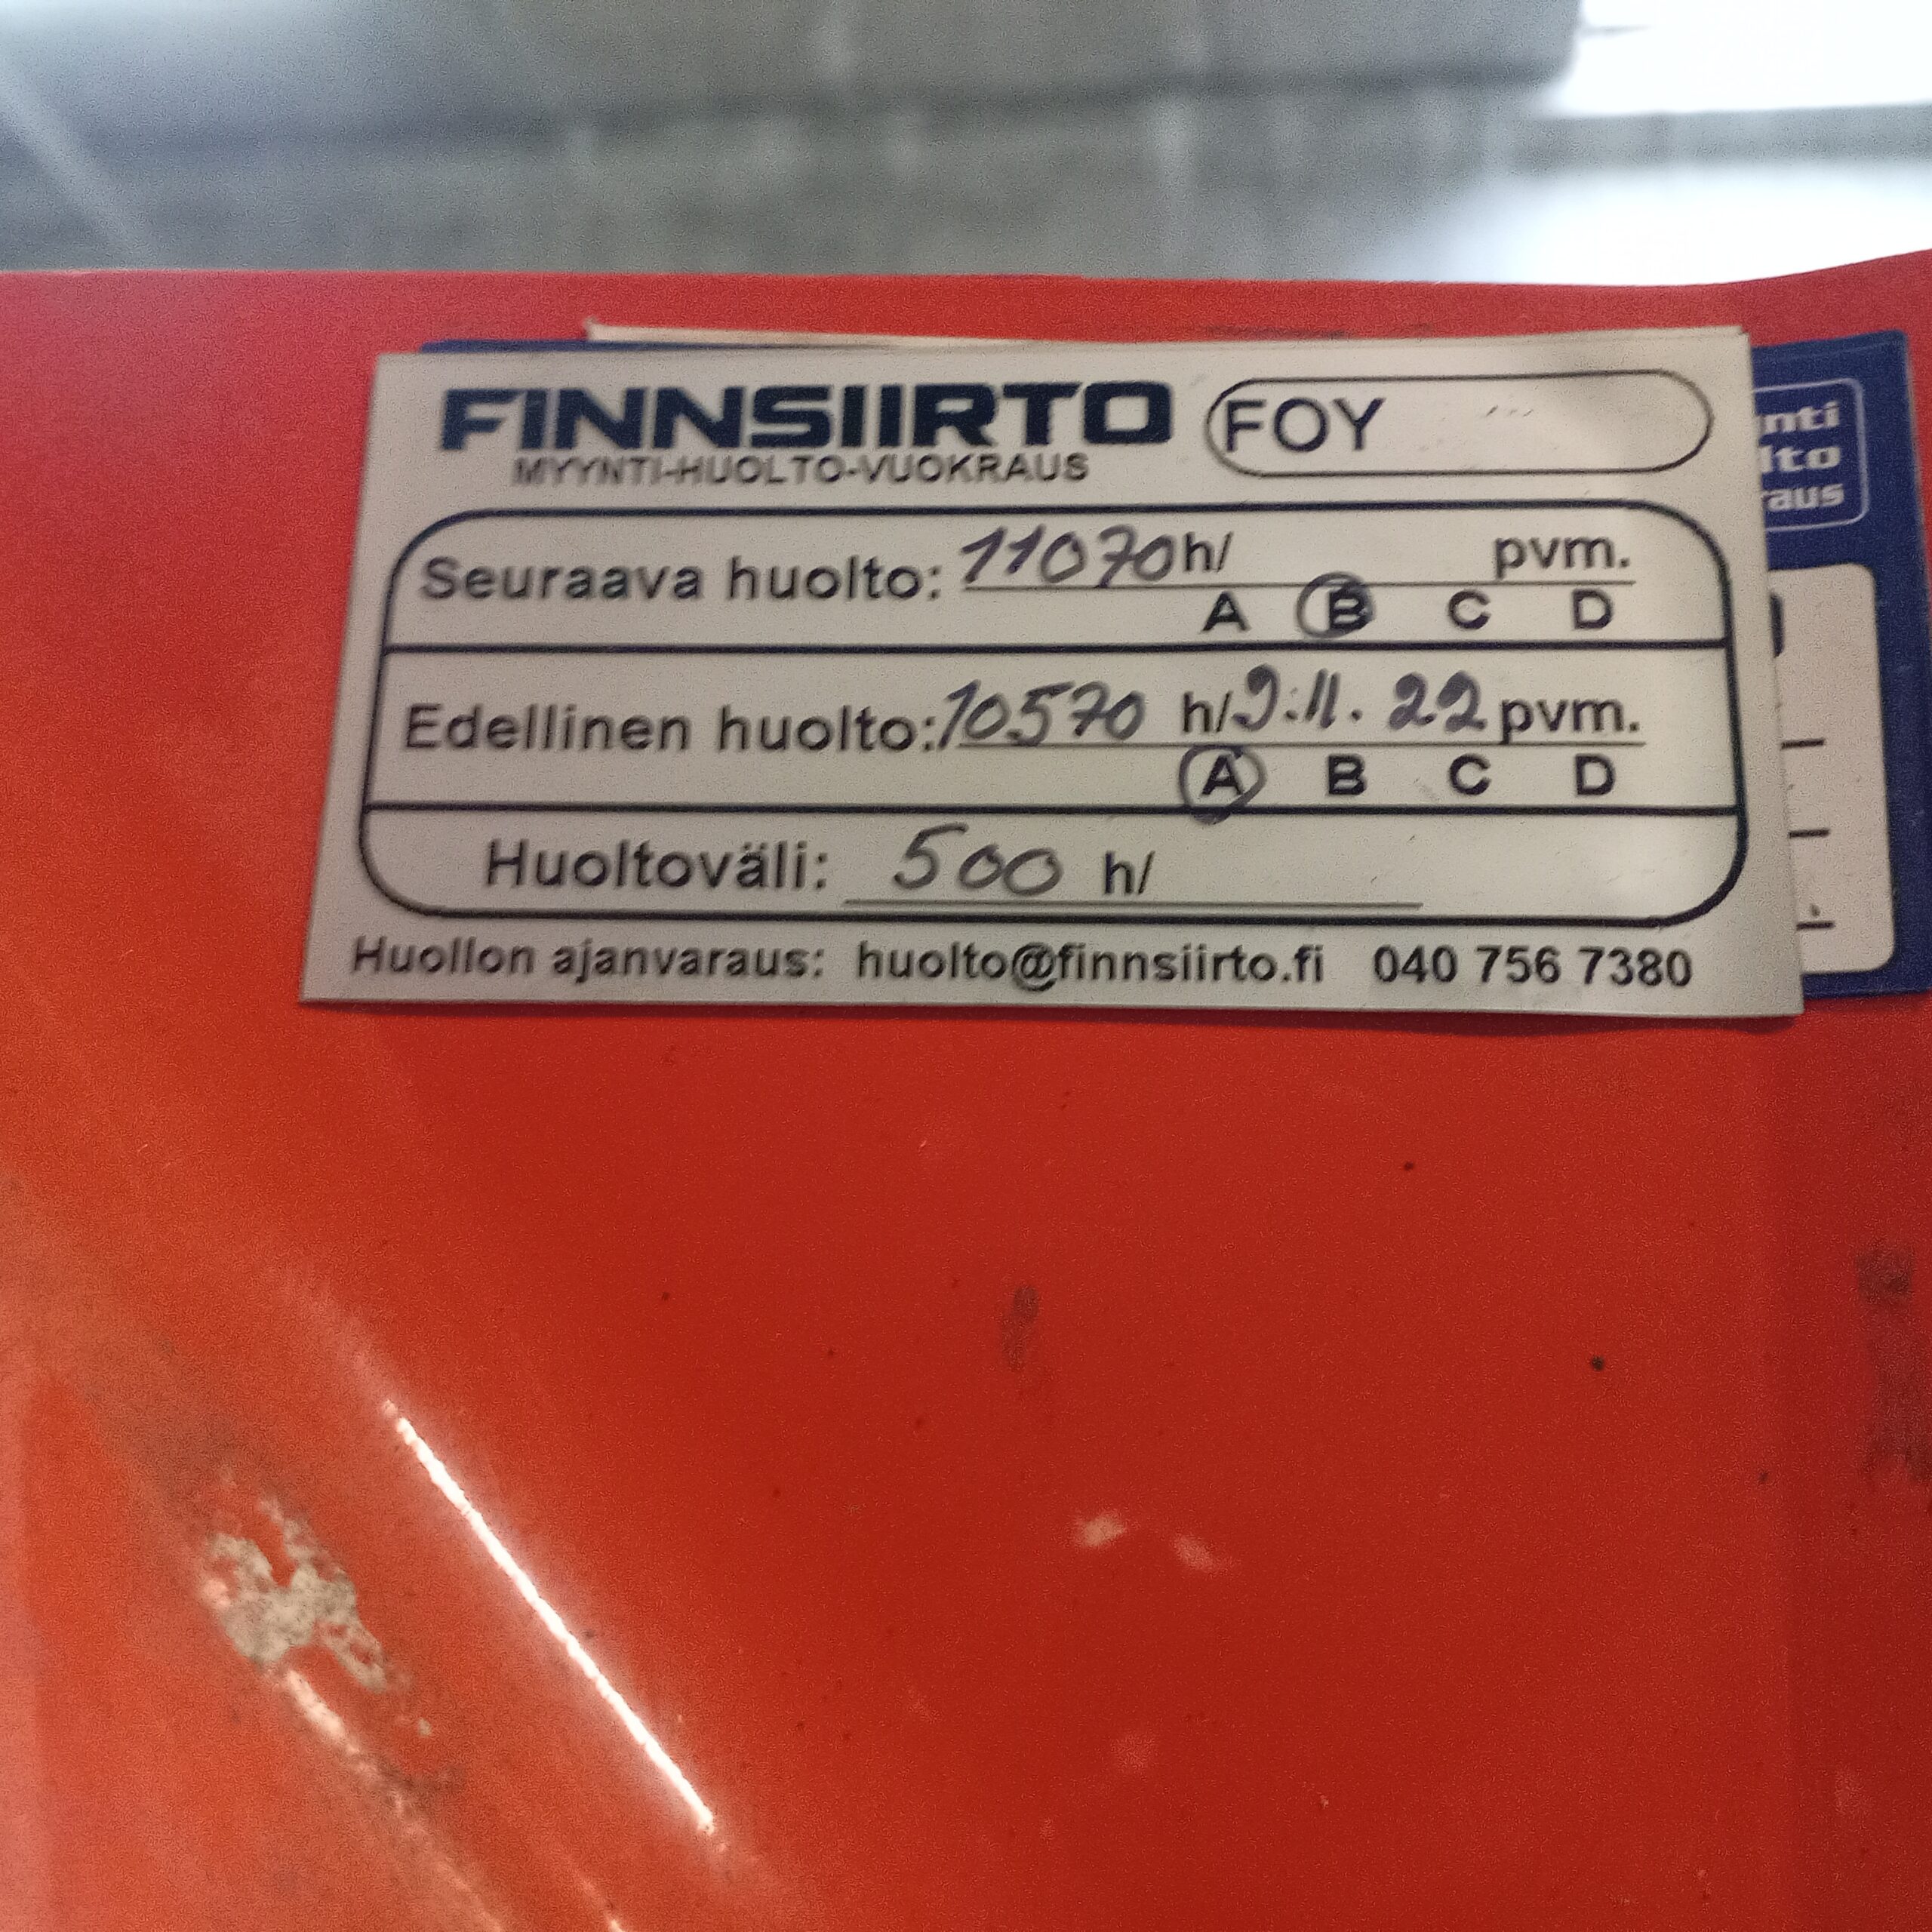 FINNSIIRTO FOY
MYYNTI-HUOLTO-VUOKRAUS
Seuraava huolto: 11070 h/ pvm.
A B C D
Edellinen huolto: 10570 h/ 9.11. 22 pvm.
A B C D
Huoltoväli: 500 h/
Huollon ajanvaraus: huolto@finnsiirto.fi 040 756 7380